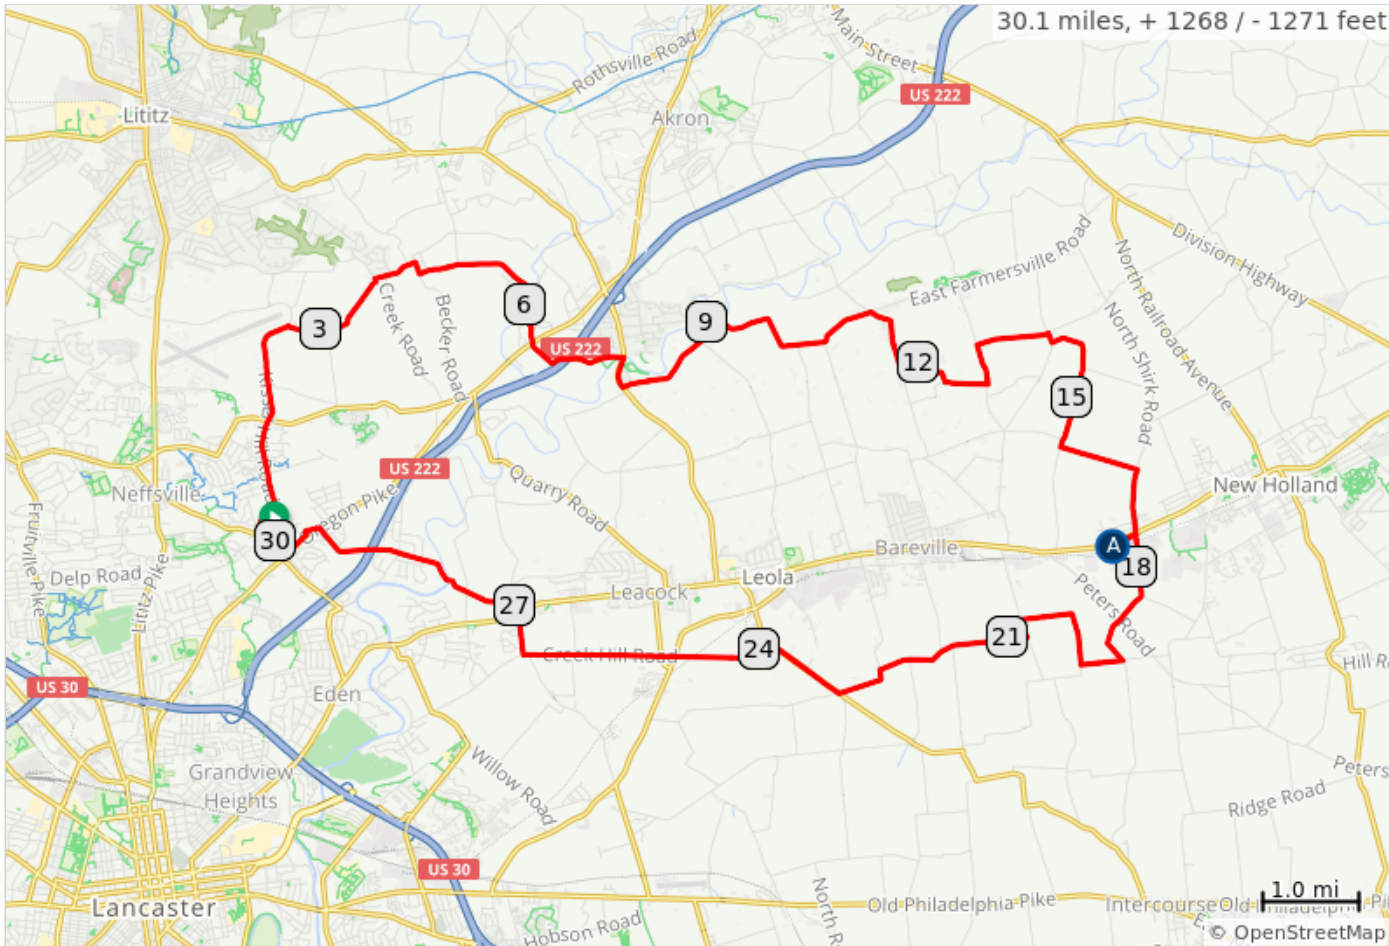 30.1 miles, + 1268 / - 1271 feet
Main Street
Rothsville Road
US 222
Lititz
Akron
Division Highway
East Farmersville Road
North Railroad Avenue
North Shirk Road
Creek Road
Becker Road
3
6
9
12
15
US 222
US 222
Neffsville
Oregon Pike
Quarry Road
New Holland
Fruitville Pike
Delp Road
Lititz Pike
30
Bareville
A
18
Leacock
Leola
Peters Road
27
24
21
Creek Hill Road
Hill R
US 30
Eden
Willow Road
Grandview
Heights
Peters
Ridge Road
US 30
1.0 mi
Lancaster
North R
Old Philadelphia Pike
Intercourse
Old Philadelphia Pi
Hobson Road
© OpenStreetMap